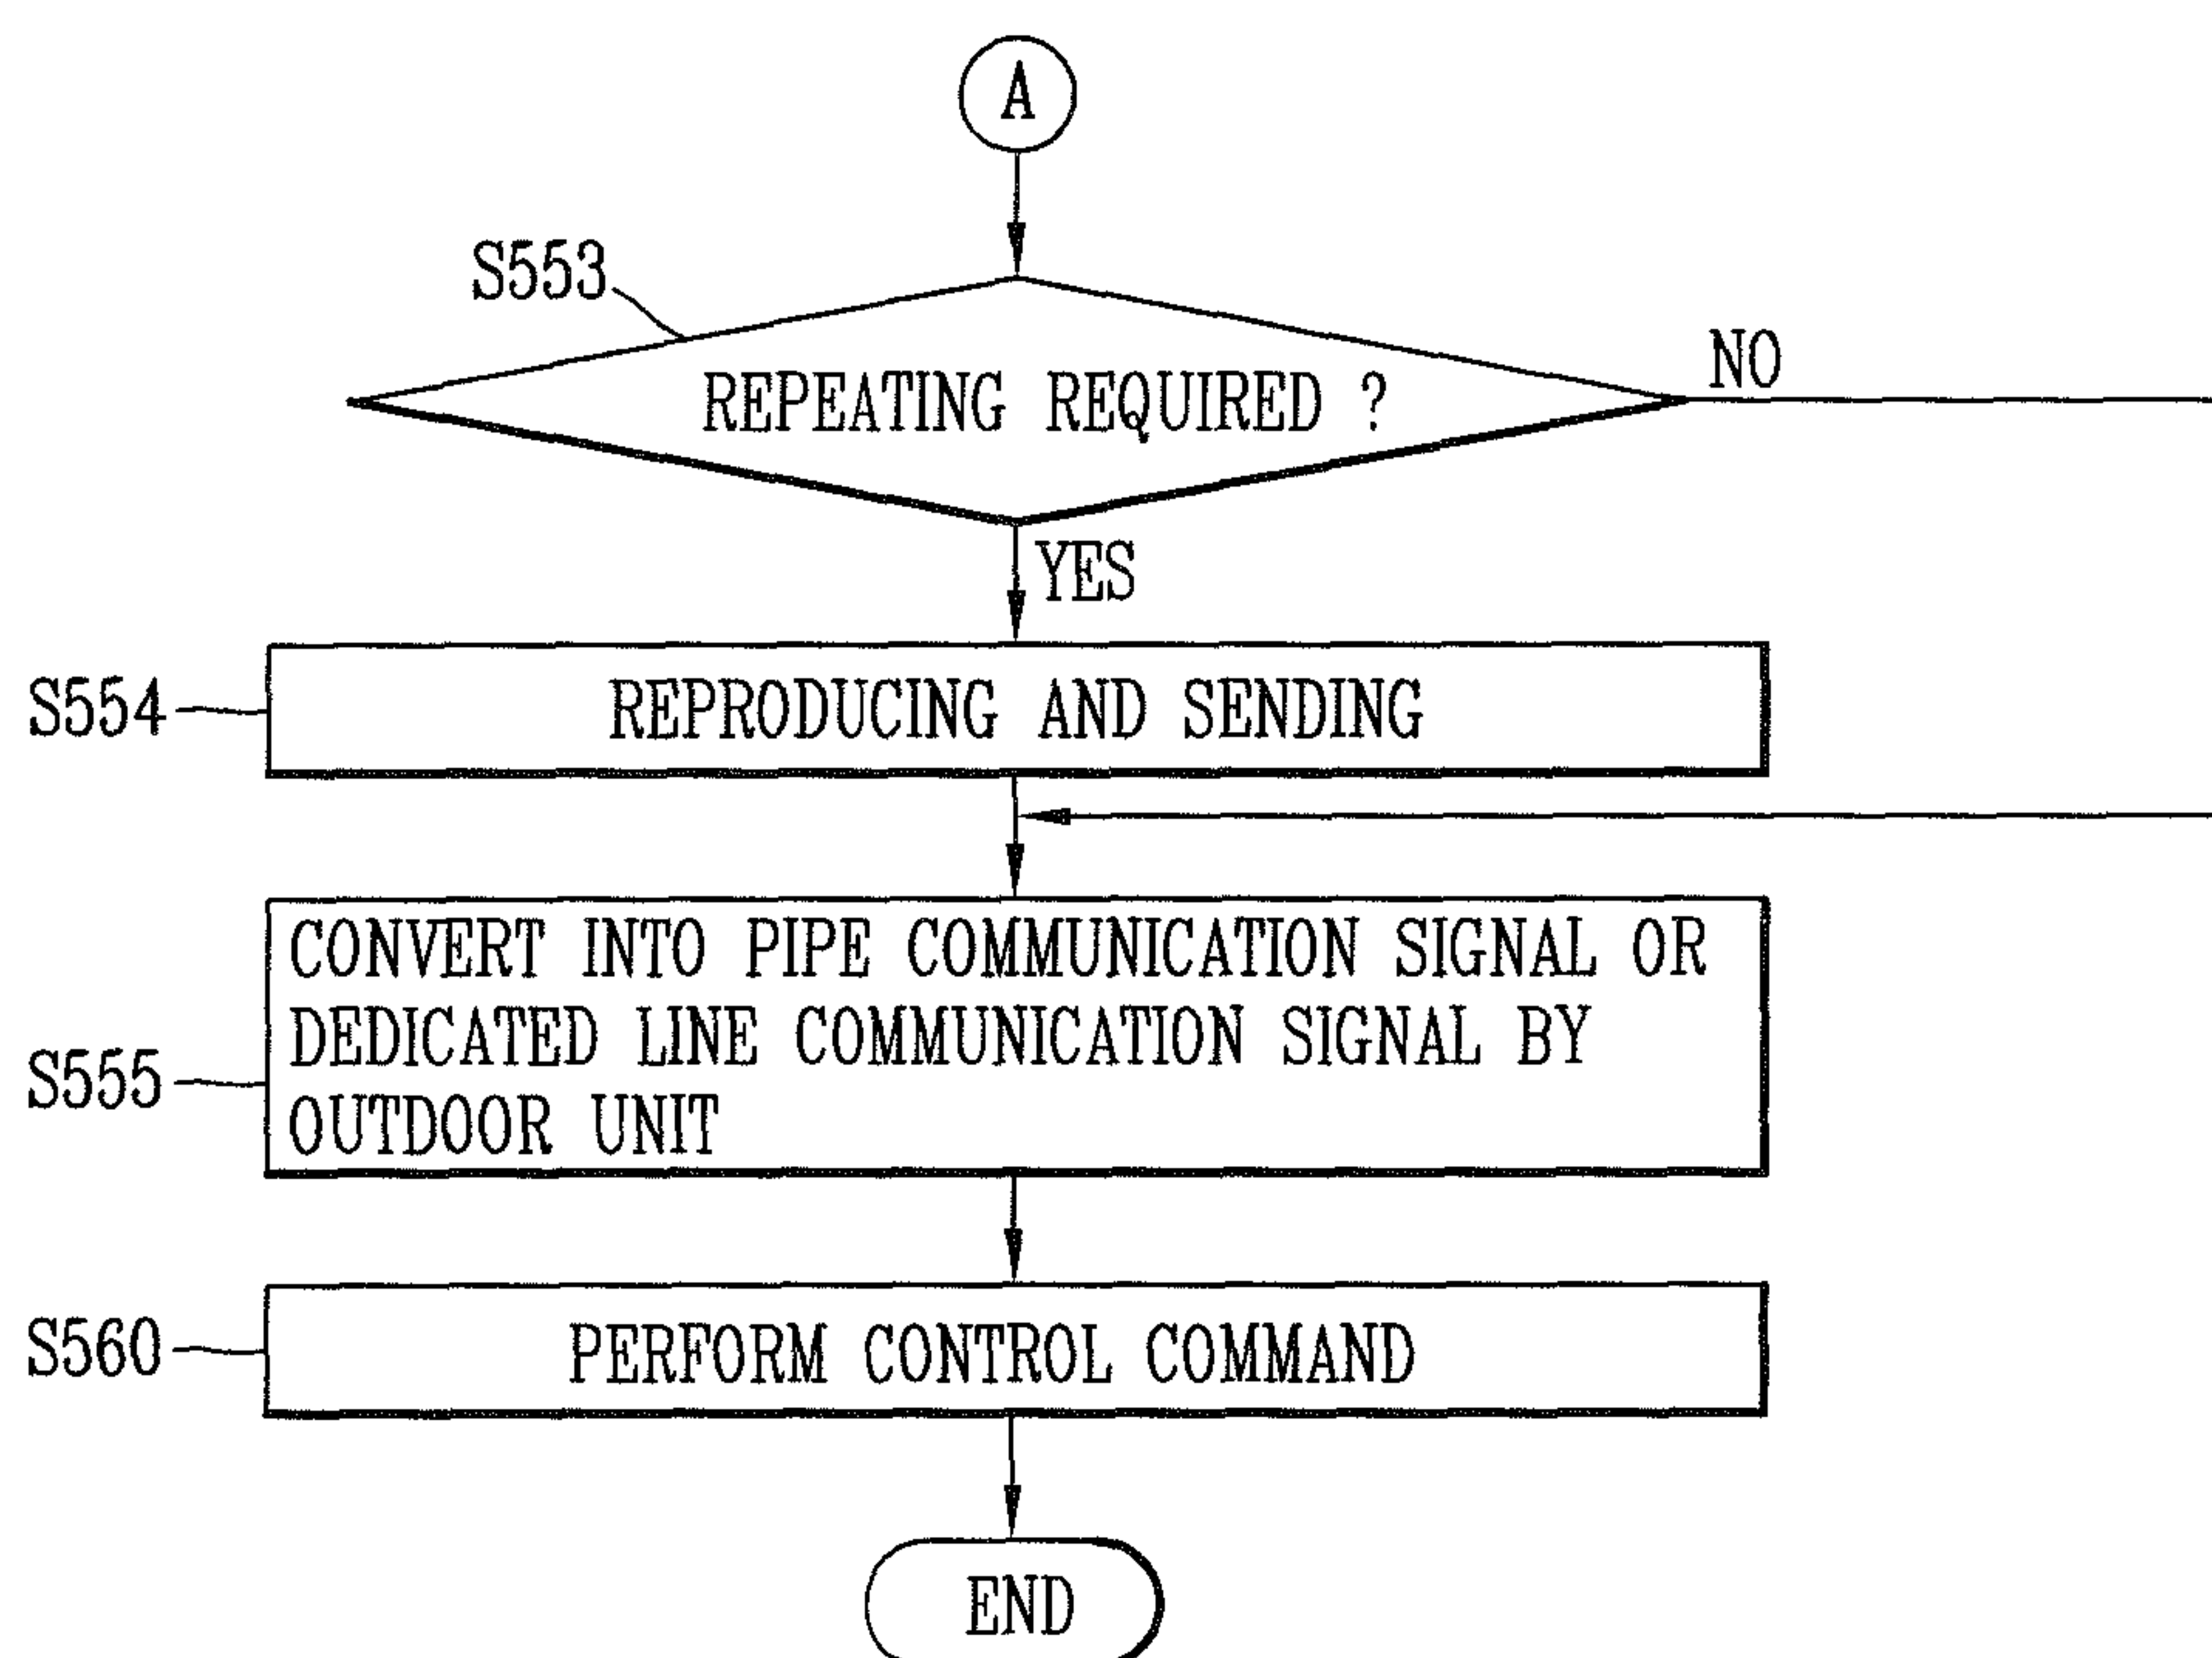 A
S553
REPEATING REQUIRED ?
NO
YES
S554
REPRODUCING AND SENDING
CONVERT INTO PIPE COMMUNICATION SIGNAL OR
DEDICATED LINE COMMUNICATION SIGNAL BY
S555
OUTDOOR UNIT
S560
PERFORM CONTROL COMMAND
END